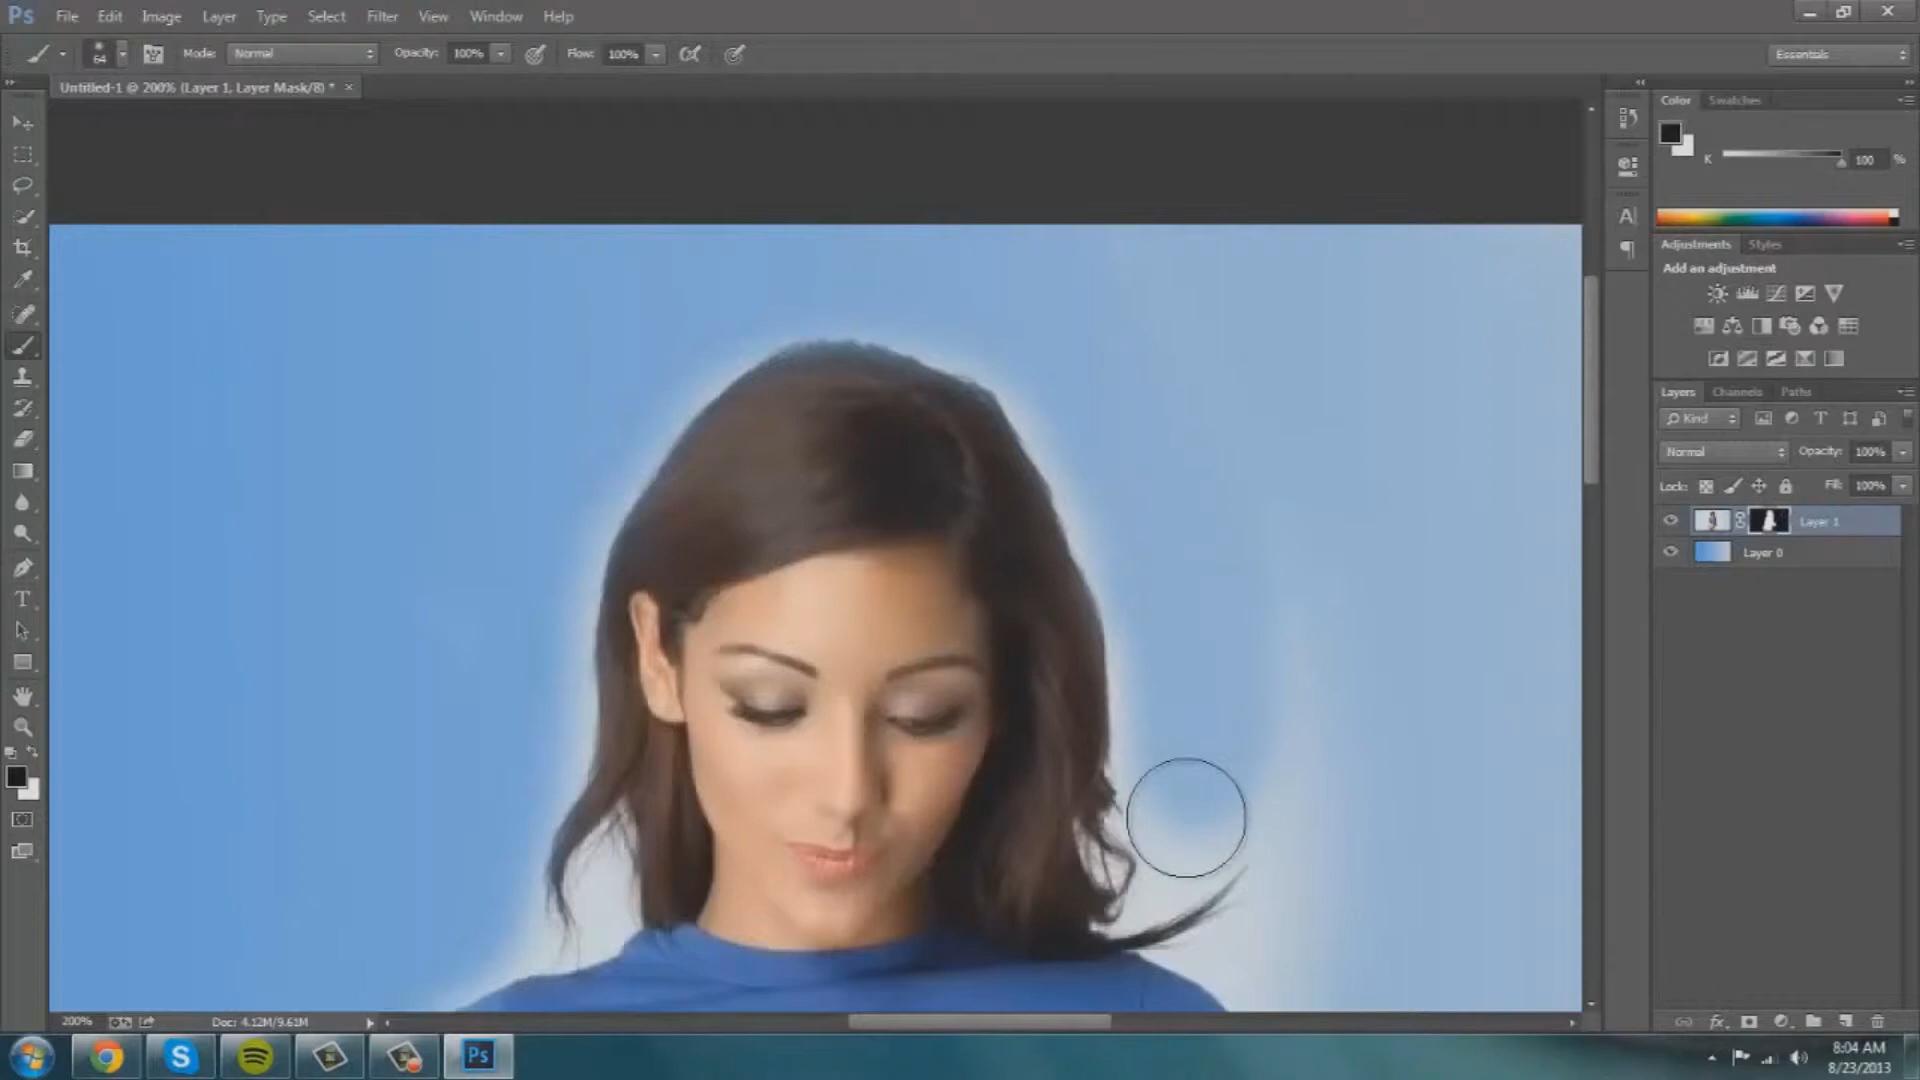 Ps File Edit Image Layer Type Select Filter View Window Help
64 Mode: Normal Opacity: 100% Flow: 100% Essentials
Untitled-1 @ 200% (Layer 1, Layer Mask/8) * ×
Color Swatches
K 100 %
Adjustments Styles
Add an adjustment
Layers Channels Paths
Kind
Normal Opacity: 100%
Lock: Fill: 100%
Layer 1
Layer 0
200% Doc: 4.12M/9.61M
Ps
8:04 AM
8/23/2013